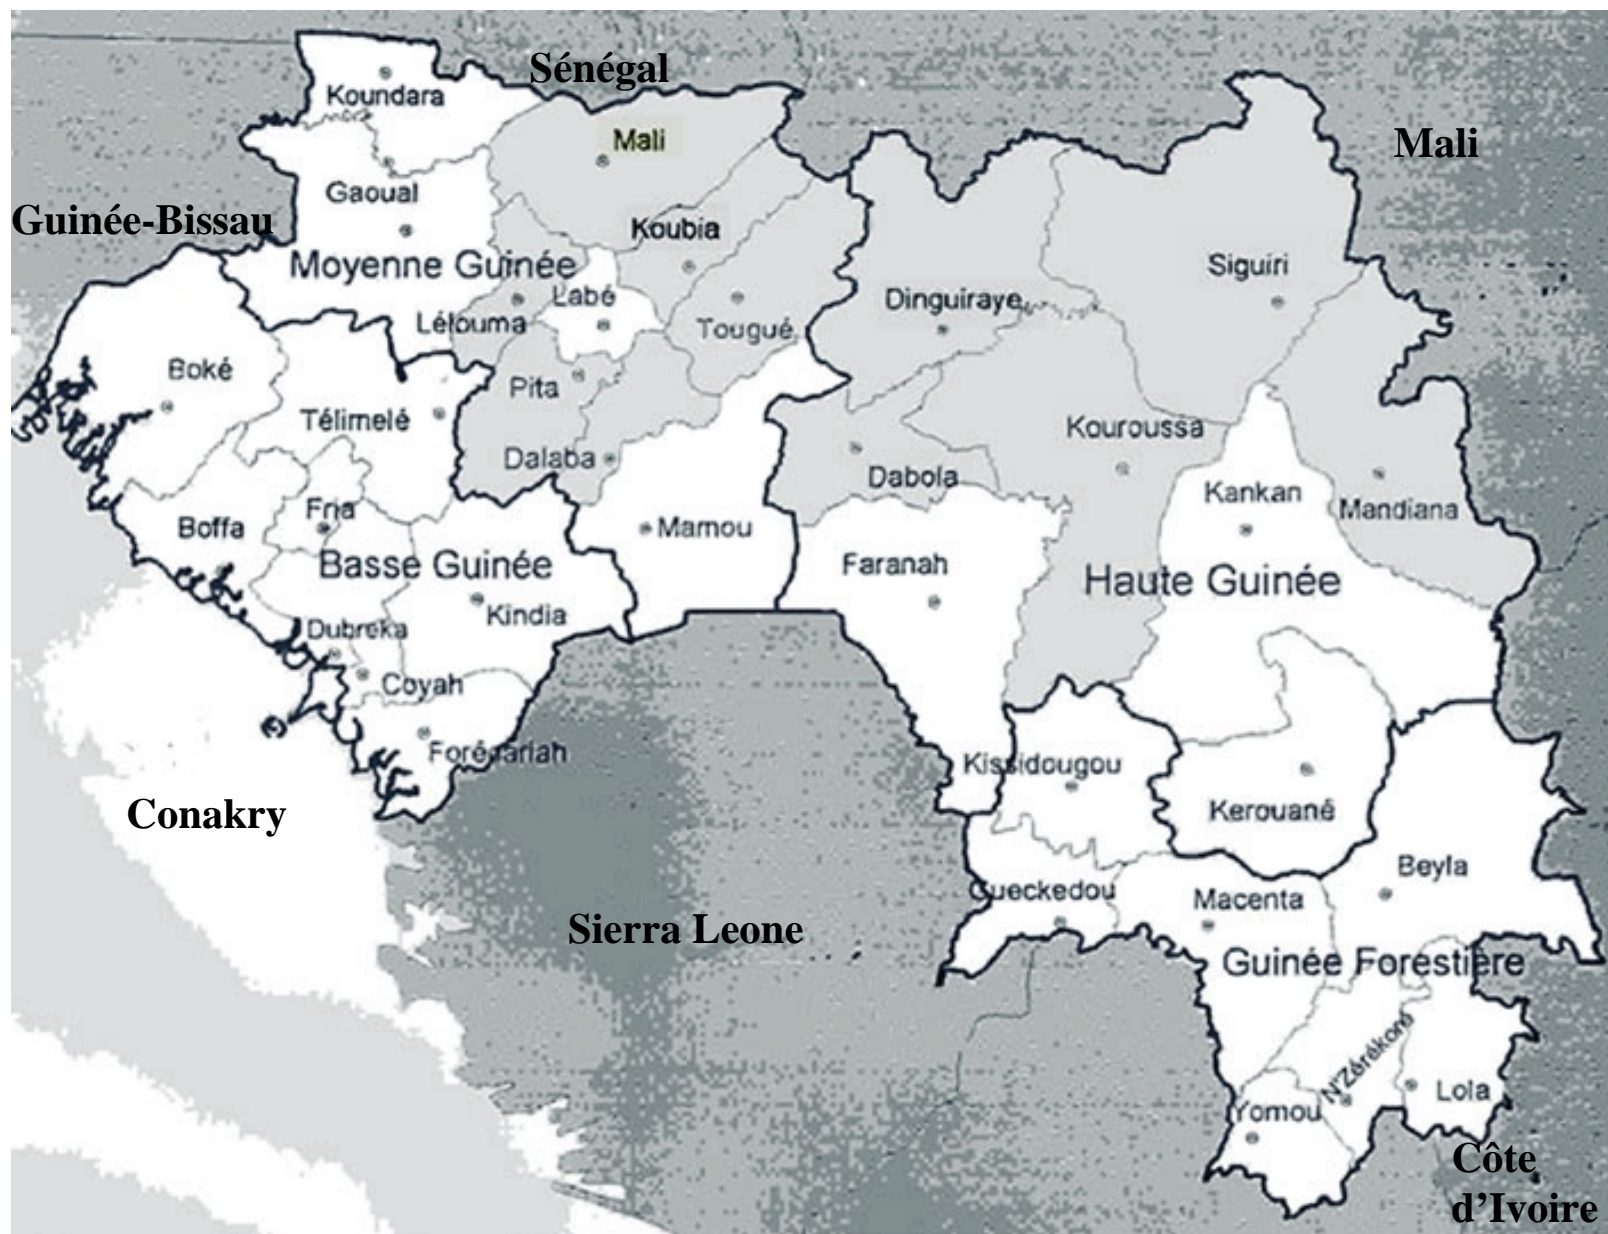 Sénégal
Koundara
Mali
Mali
Gaoual
Guinée-Bissau
Koubia
Moyenne Guinée
Siguiri
Labé
Dinguiraye
Lélouma
Tougué
Boké
Pita
Télimelé
Kouroussa
Dalaba
Dabola
Kankan
Fria
Mandiana
Boffa
Mamou
Basse Guinée
Faranah
Haute Guinée
Kindia
Dubreka
Coyah
Forécariah
Kissidougou
Conakry
Kerouané
Beyla
Gueckedou
Macenta
Sierra Leone
Guinée Forestière
N'Zérékoré
Lola
Yomou
Côte
d'Ivoire